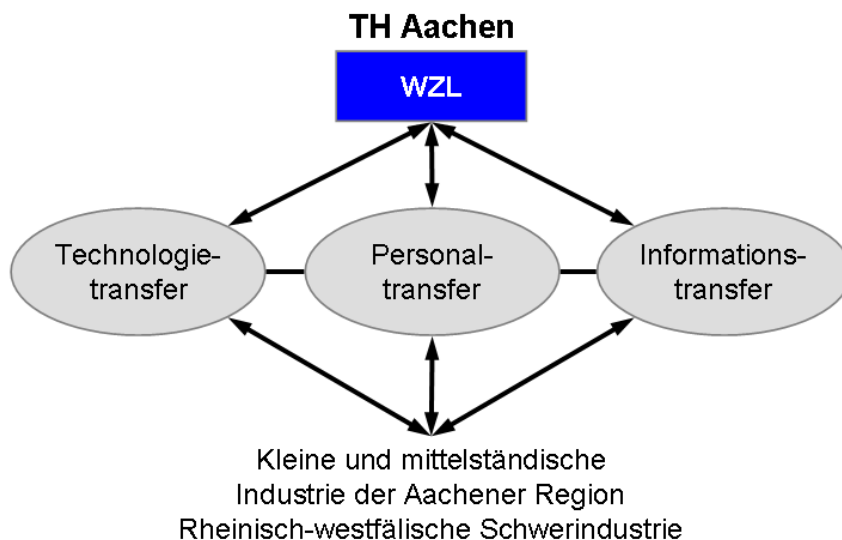 TH Aachen
WZL
Technologie-
transfer
Personal-
transfer
Informations-
transfer
Kleine und mittelständische
Industrie der Aachener Region
Rheinisch-westfälische Schwerindustrie